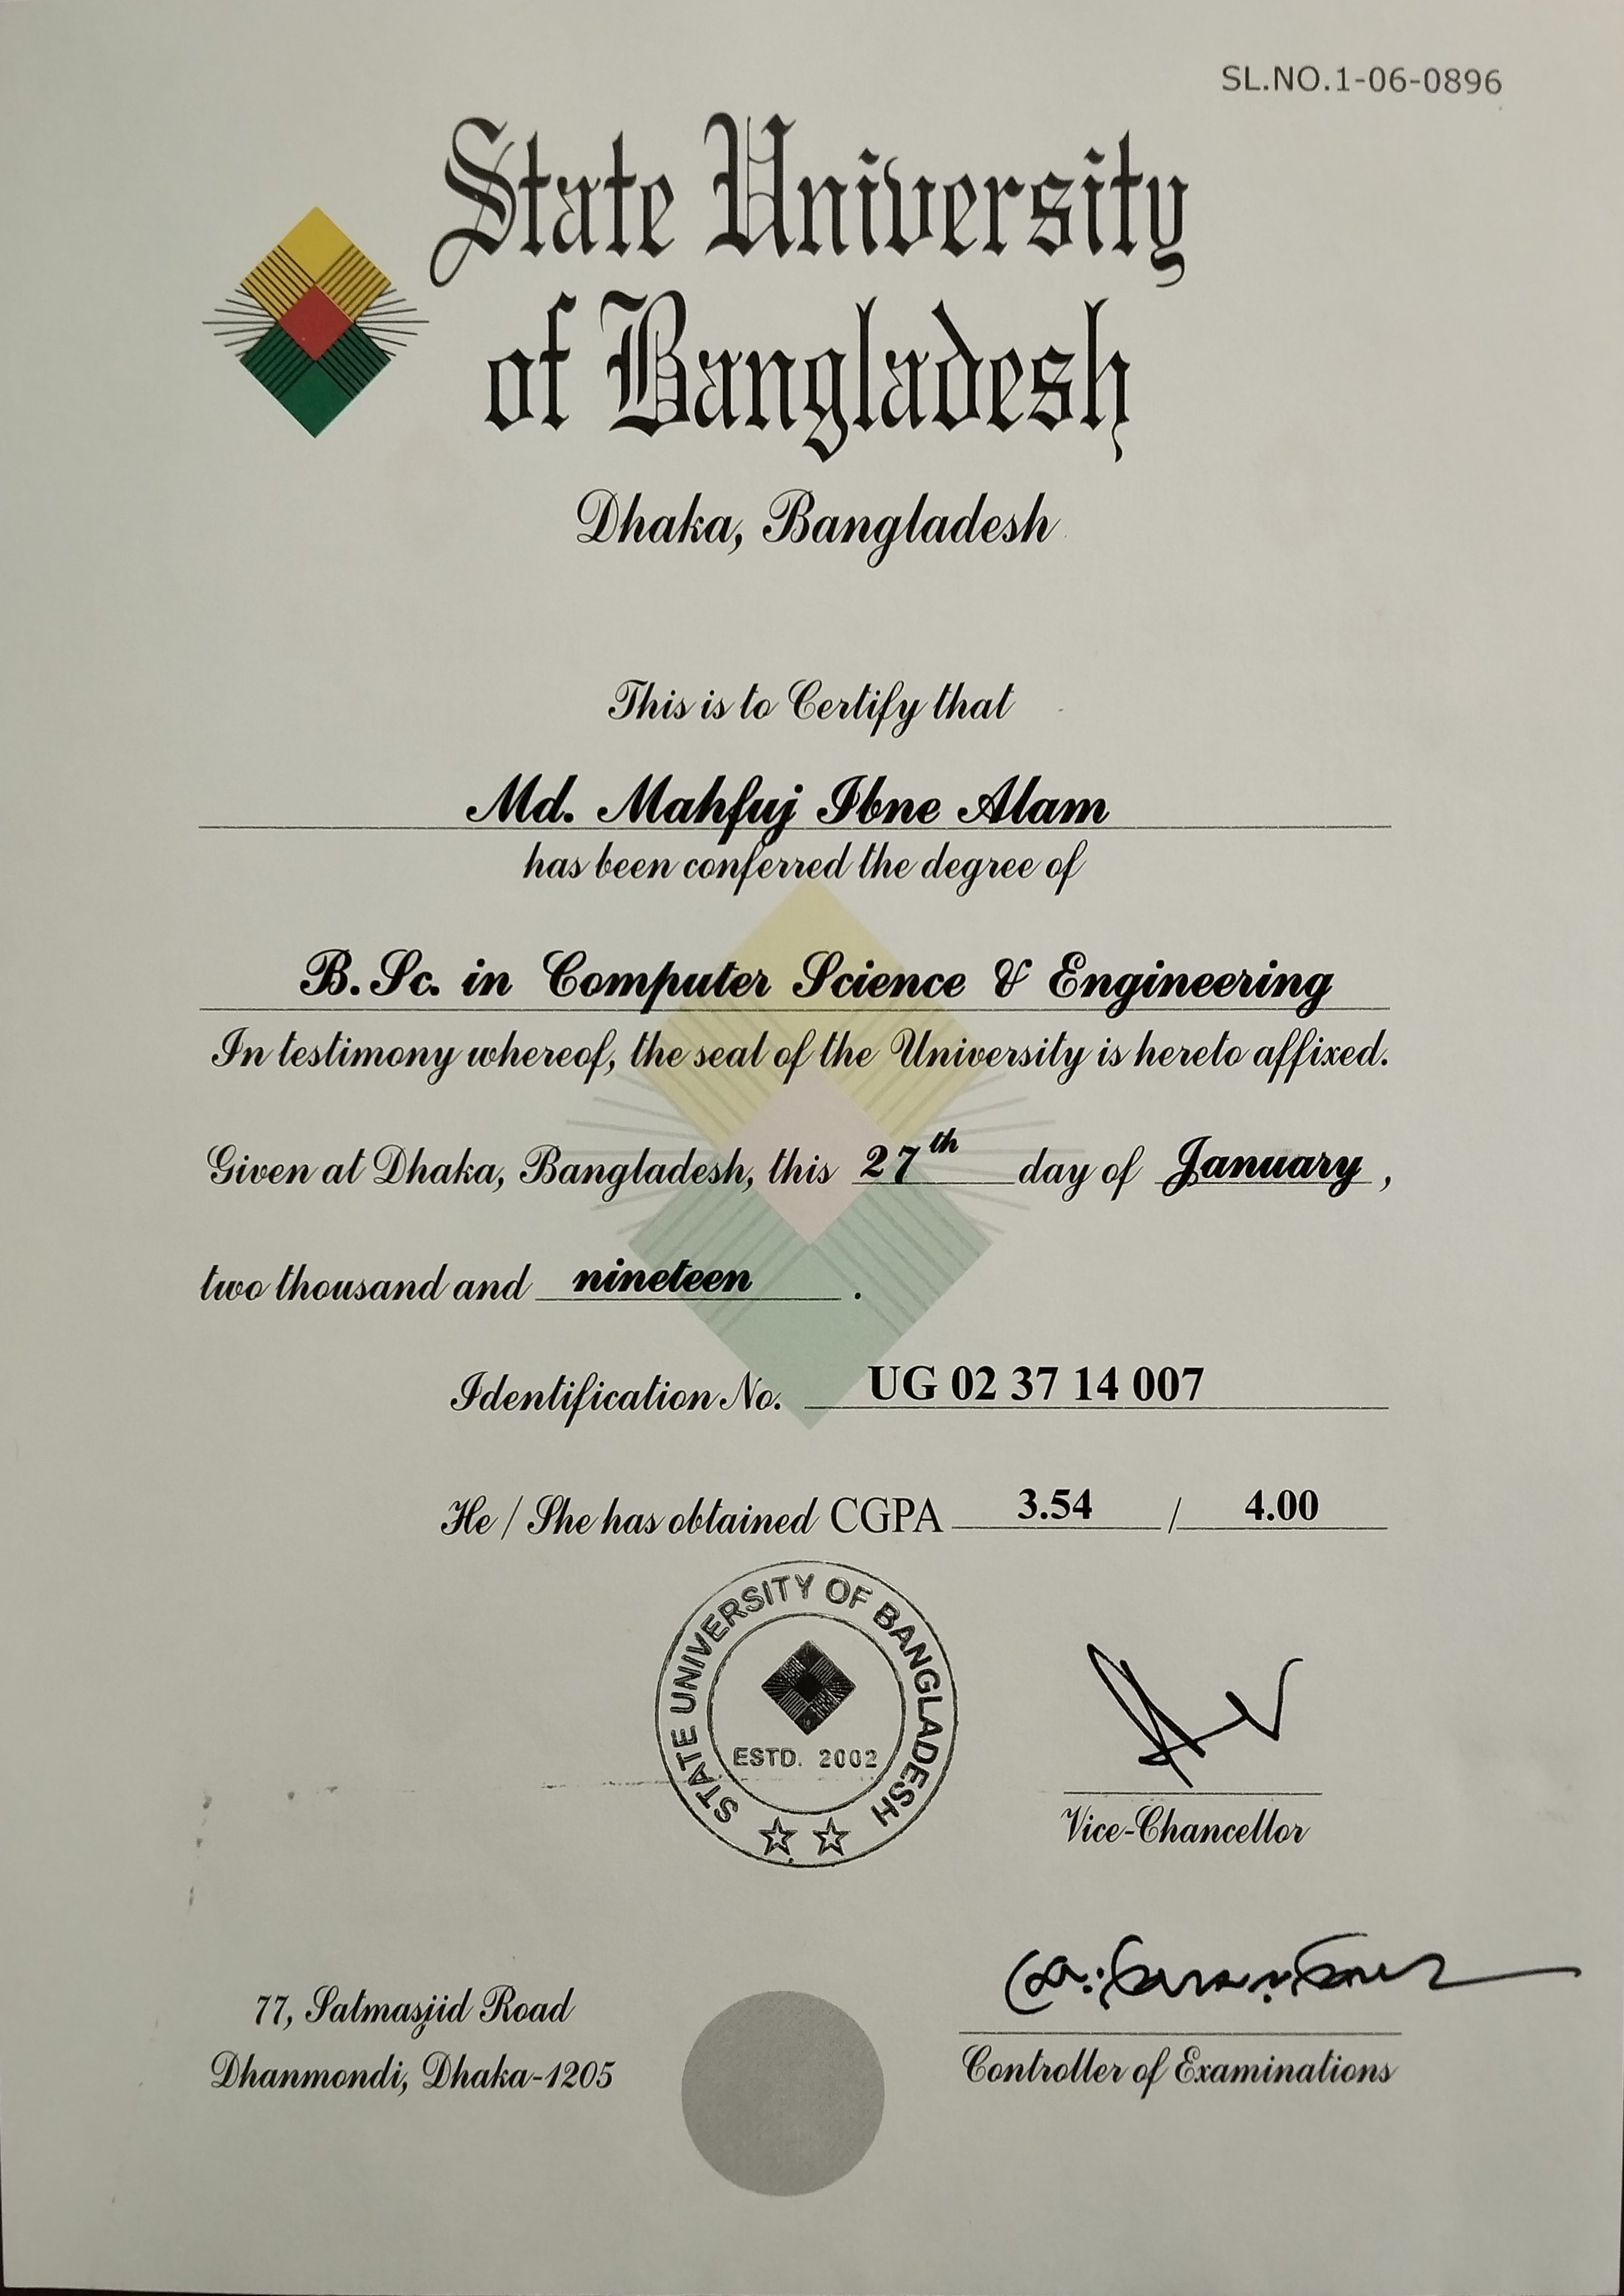 SL.NO.1-06-0896
State University
of Bangladesh
Dhaka, Bangladesh
This is to Certify that
Md. Mahfuj Ibne Alam
has been conferred the degree of
B.Sc. in Computer Science & Engineering
In testimony whereof, the seal of the University is hereto affixed.
Given at Dhaka, Bangladesh, this 27th day of January,
two thousand and nineteen.
Identification No. UG 02 37 14 007
He / She has obtained CGPA 3.54 / 4.00
STATE UNIVERSITY OF BANGLADESH
ESTD. 2002
Vice-Chancellor
77, Satmasjid Road
Dhanmondi, Dhaka-1205
Controller of Examinations